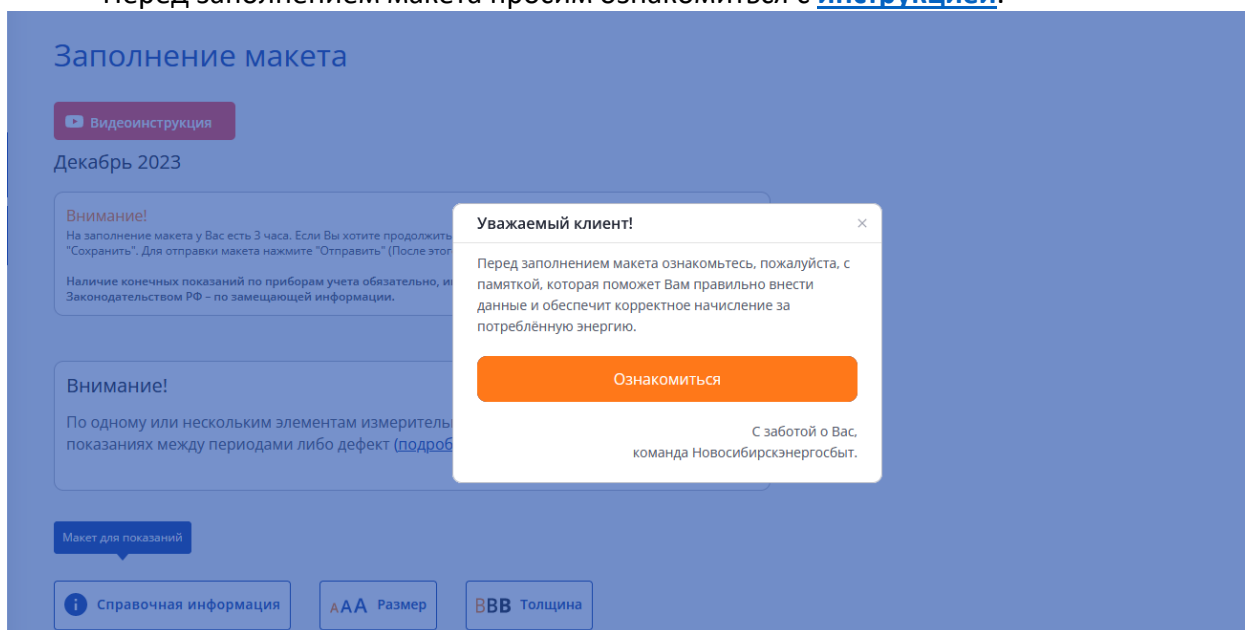 Перед заполнением макета просим ознакомиться с инструкцией.
Заполнение макета
Видеоинструкция
Декабрь 2023
Внимание!
На заполнение макета у Вас есть 3 часа. Если Вы хотите продолжить
"Сохранить". Для отправки макета нажмите "Отправить" (После этог
Наличие конечных показаний по приборам учета обязательно, и
Законодательством РФ – по замещающей информации.
Уважаемый клиент!
×
Перед заполнением макета ознакомьтесь, пожалуйста, с
памяткой, которая поможет Вам правильно внести
данные и обеспечит корректное начисление за
потреблённую энергию.
Ознакомиться
С заботой о Вас,
команда Новосибирскэнергосбыт.
Внимание!
По одному или нескольким элементам измеритель
показаниях между периодами либо дефект (подроб
Макет для показаний
Справочная информация
AAA Размер
BBB Толщина